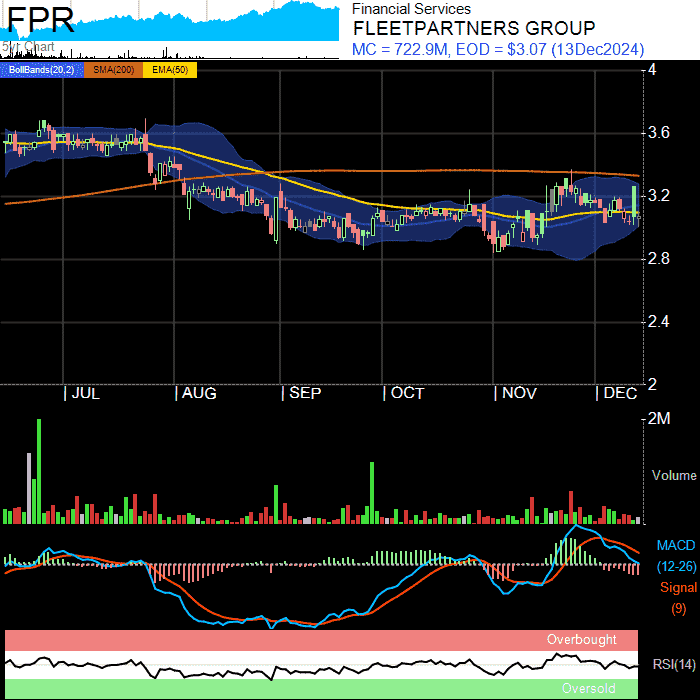 FPR
5yr Chart
Financial Services
FLEETPARTNERS GROUP
MC = 722.9M, EOD = $3.07 (13Dec2024)
BollBands(20,2) SMA(200) EMA(50)
4
3.6
3.2
2.8
2.4
2
JUL AUG SEP OCT NOV DEC
2M
Volume
MACD
(12-26)
Signal
(9)
Overbought
RSI(14)
Oversold